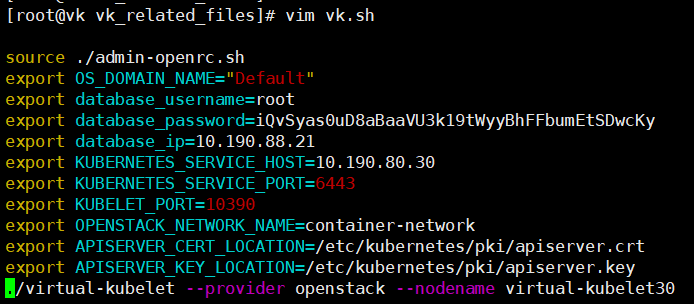 [root@vk vk_related_files]# vim vk.sh
source ./admin-openrc.sh
export OS_DOMAIN_NAME="Default"
export database_username=root
export database_password=iQvSyas0uD8aBaaVU3k19tWyyBhFFbumEtSDwcKy
export database_ip=10.190.88.21
export KUBERNETES_SERVICE_HOST=10.190.80.30
export KUBERNETES_SERVICE_PORT=6443
export KUBELET_PORT=10390
export OPENSTACK_NETWORK_NAME=container-network
export APISERVER_CERT_LOCATION=/etc/kubernetes/pki/apiserver.crt
export APISERVER_KEY_LOCATION=/etc/kubernetes/pki/apiserver.key
./virtual-kubelet --provider openstack --nodename virtual-kubelet30